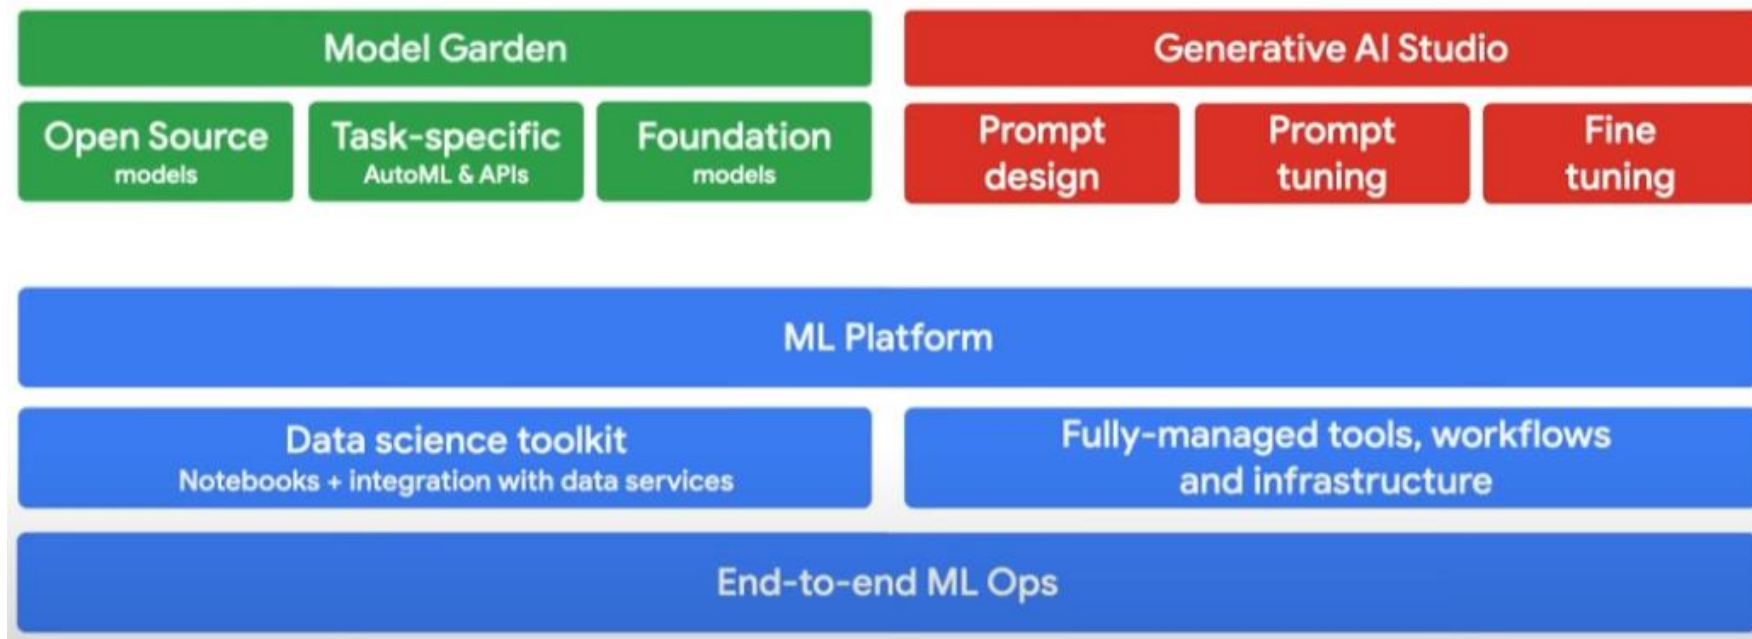 Model Garden
Generative AI Studio
Open Source
models
Task-specific
AutoML & APIs
Foundation
models
Prompt
design
Prompt
tuning
Fine
tuning
ML Platform
Data science toolkit
Notebooks + integration with data services
Fully-managed tools, workflows
and infrastructure
End-to-end ML Ops